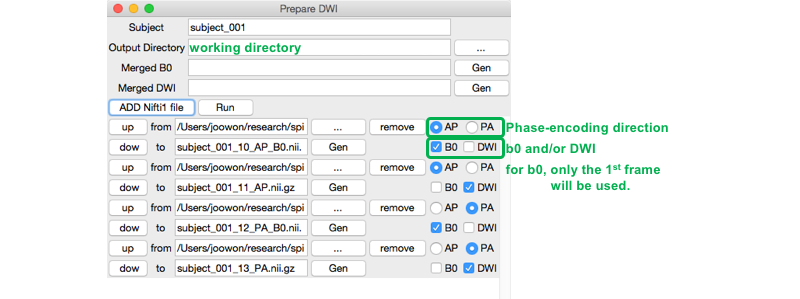 Prepare DWI
Subject subject_001
Output Directory working directory ...
Merged B0 Gen
Merged DWI Gen
ADD Nifti1 file Run
up from /Users/joowon/research/spi ... remove AP PA Phase-encoding direction
dow to subject_001_10_AP_B0.nii. Gen B0 DWI b0 and/or DWI
up from /Users/joowon/research/spi ... remove AP PA for b0, only the 1st frame
dow to subject_001_11_AP.nii.gz Gen B0 DWI will be used.
up from /Users/joowon/research/spi ... remove AP PA
dow to subject_001_12_PA_B0.nii. Gen B0 DWI
up from /Users/joowon/research/spi ... remove AP PA
dow to subject_001_13_PA.nii.gz Gen B0 DWI